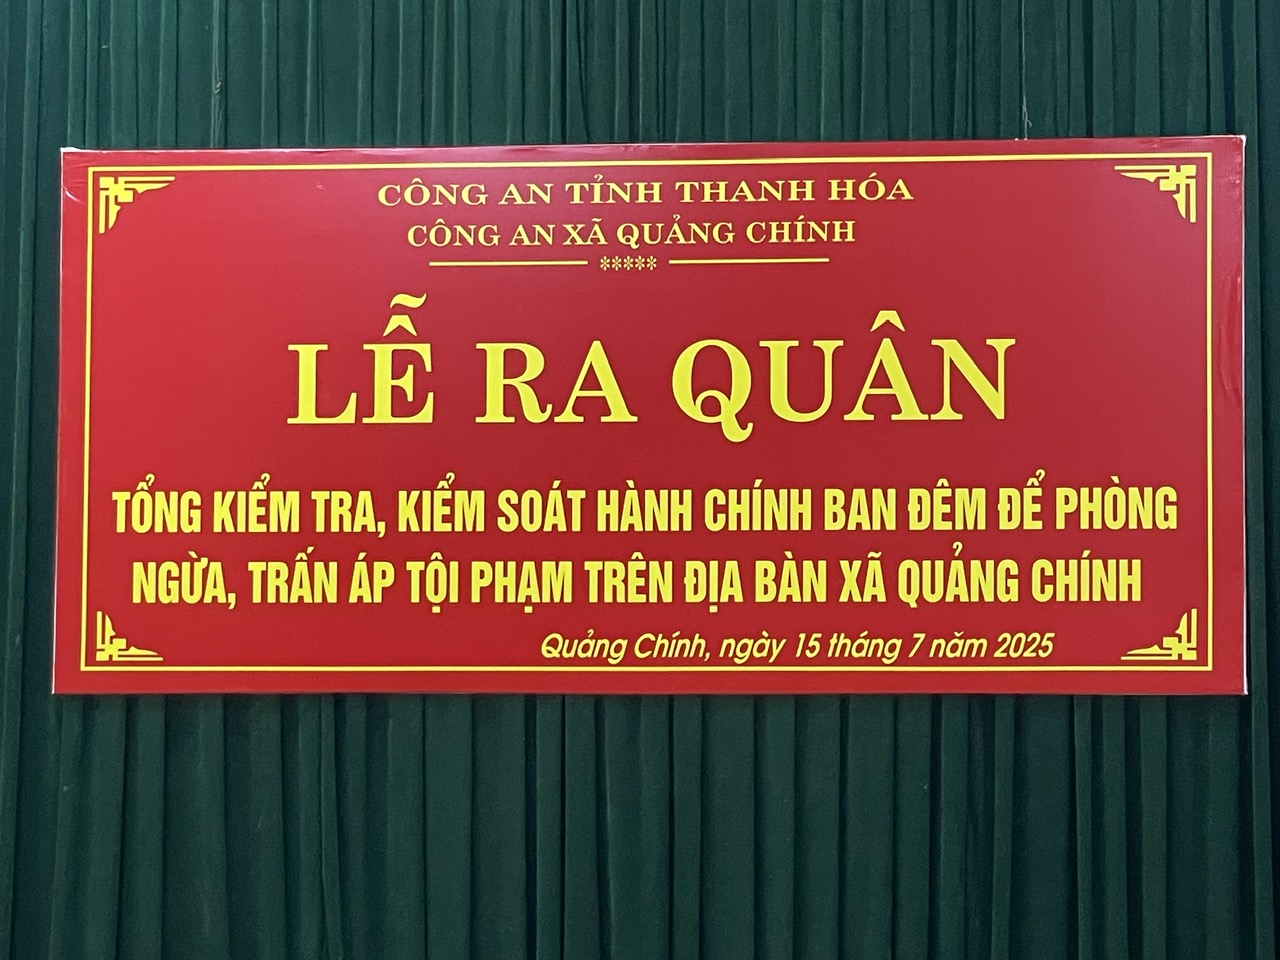 CÔNG AN TỈNH THANH HÓA
CÔNG AN XÃ QUẢNG CHÍNH
*****
LỄ RA QUÂN
TỔNG KIỂM TRA, KIỂM SOÁT HÀNH CHÍNH BAN ĐÊM ĐỂ PHÒNG
NGỪA, TRẤN ÁP TỘI PHẠM TRÊN ĐỊA BÀN XÃ QUẢNG CHÍNH
Quảng Chính, ngày 15 tháng 7 năm 2025